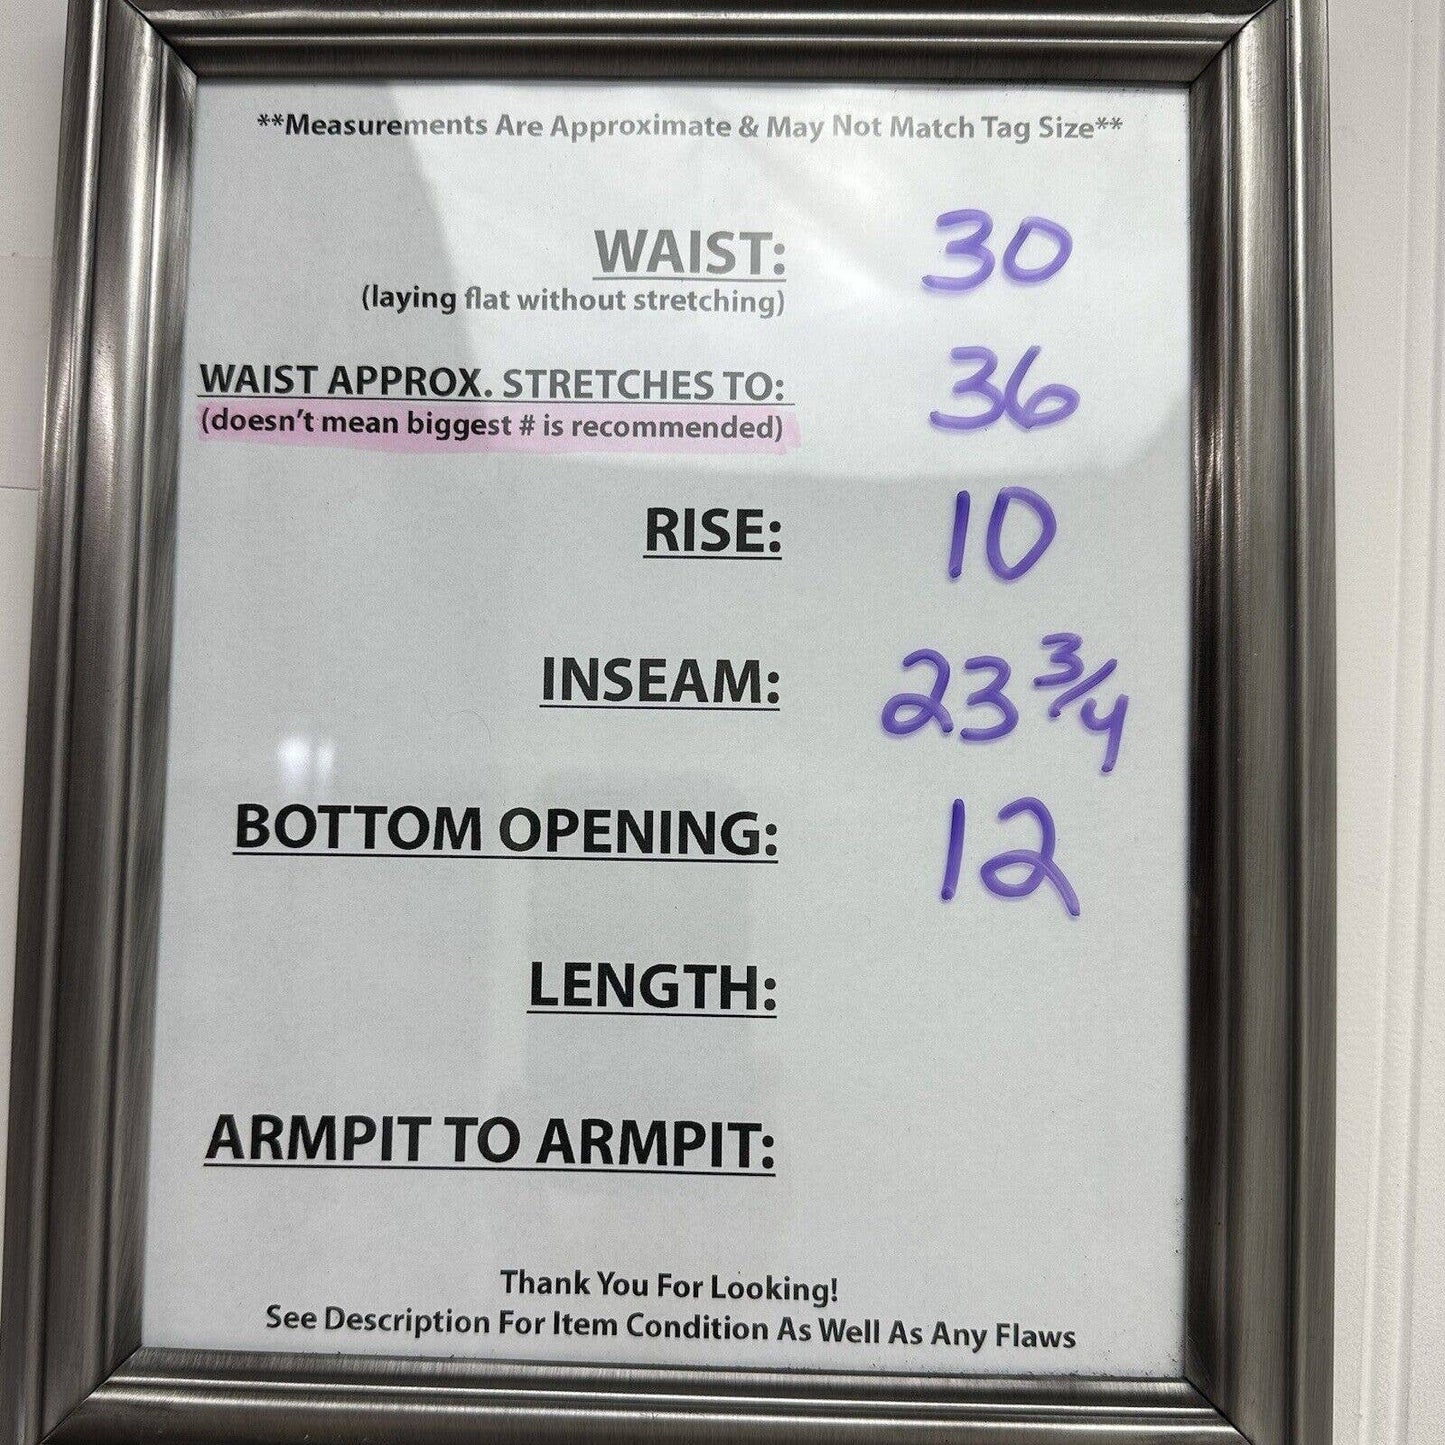 **Measurements Are Approximate & May Not Match Tag Size**
WAIST: 30
(laying flat without stretching)
WAIST APPROX. STRETCHES TO: 36
(doesn't mean biggest # is recommended)
RISE: 10
INSEAM: 23 3/4
BOTTOM OPENING: 12
LENGTH:
ARMPIT TO ARMPIT:
Thank You For Looking!
See Description For Item Condition As Well As Any Flaws